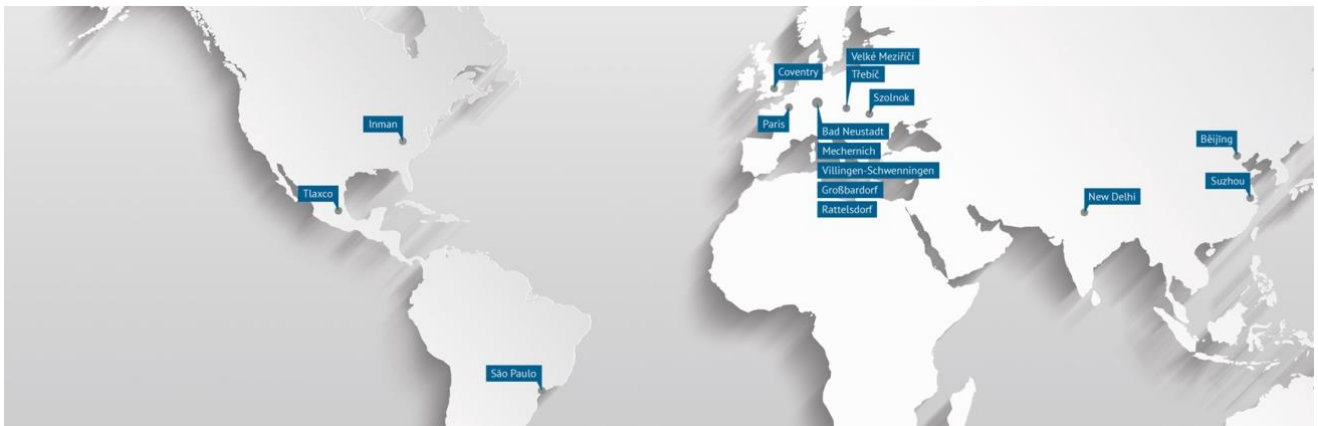 Velké Meziříčí
Coventry
Třebíč
Szolnok
Inman
Paris
Bad Neustadt
Mechernich
Villingen-Schwenningen
Großbardorf
Rattelsdorf
Běijīng
Suzhou
New Delhi
Tlaxco
São Paulo